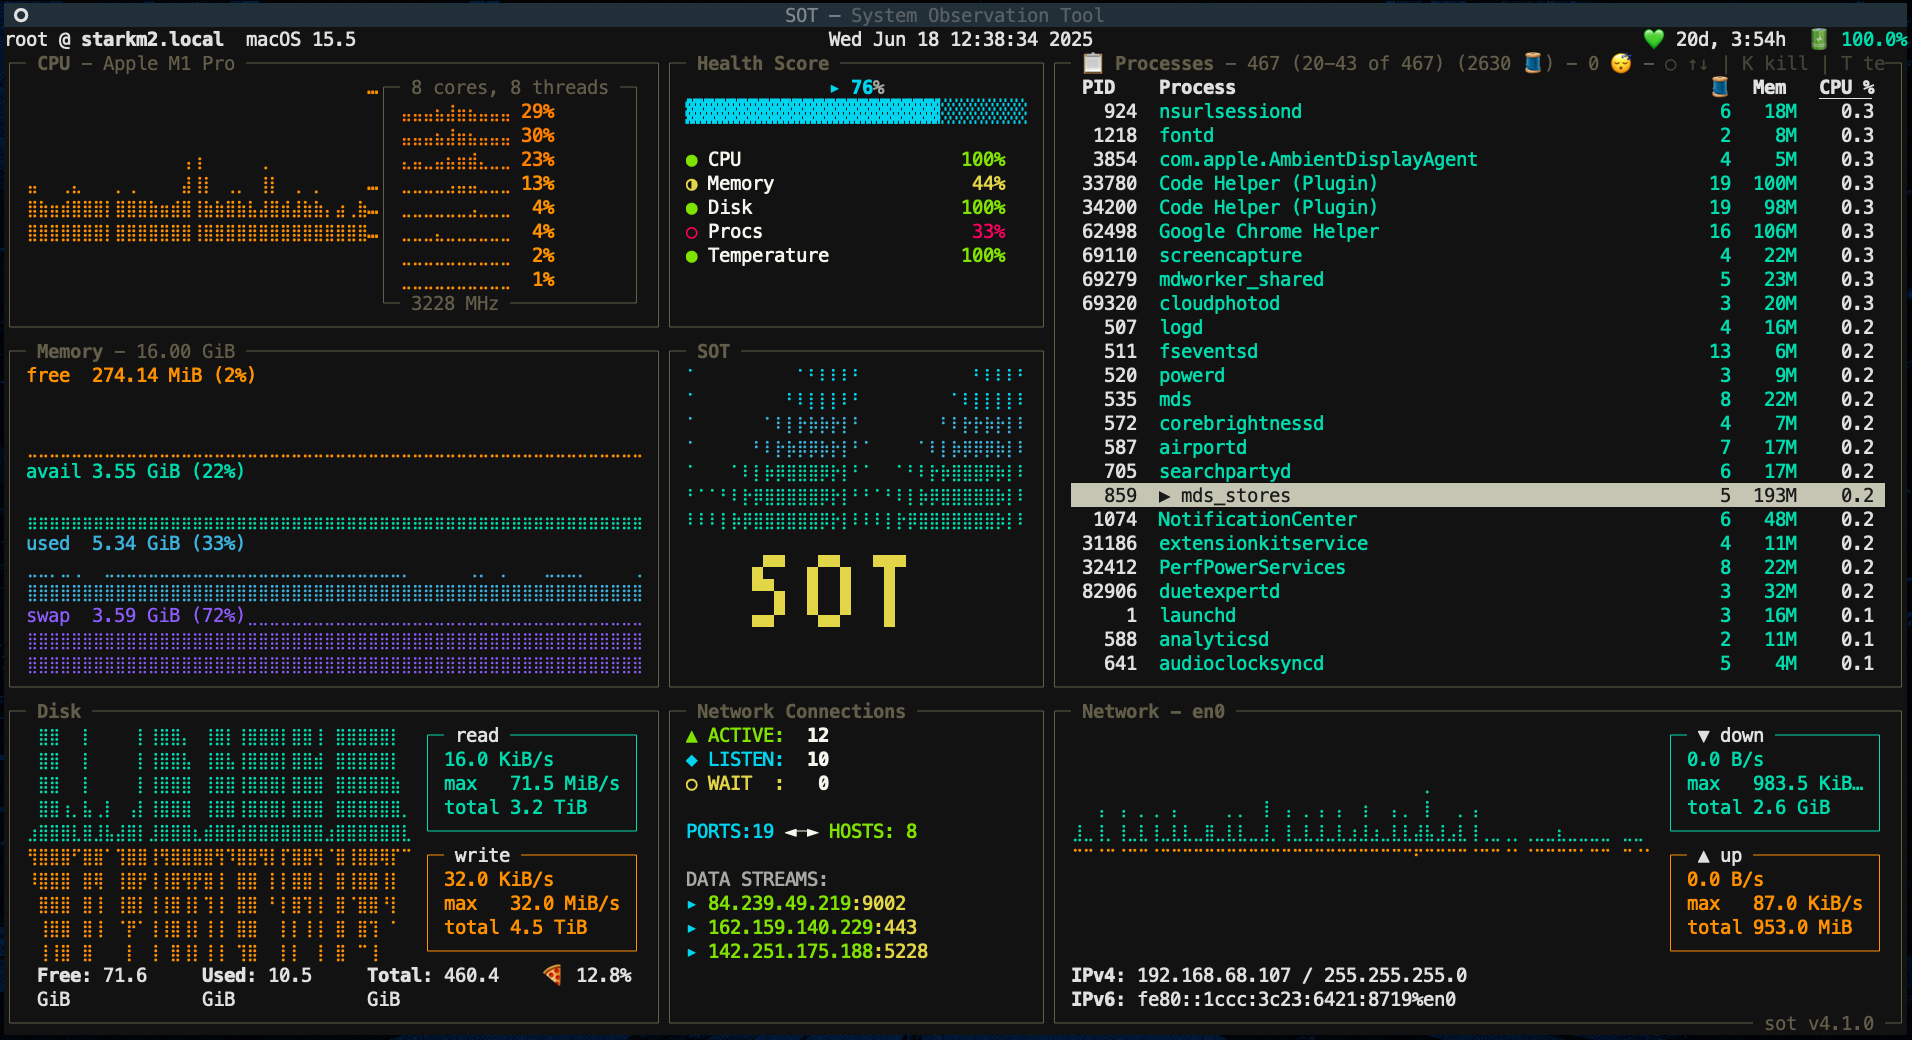 SOT — System Observation Tool
root @ starkm2.local macOS 15.5
Wed Jun 18 12:38:34 2025
20d, 3:54h 100.0%
CPU — Apple M1 Pro
8 cores, 8 threads
29%
30%
23%
13%
4%
4%
2%
1%
3228 MHz
Health Score
▸ 76%
● CPU 100%
◑ Memory 44%
● Disk 100%
○ Procs 33%
● Temperature 100%
Processes — 467 (20-43 of 467) (2630 🧵) — 0 😴 — ○ ↑↓ | K kill | T te
PID Process 🧵 Mem CPU %
924 nsurlsessiond 6 18M 0.3
1218 fontd 2 8M 0.3
3854 com.apple.AmbientDisplayAgent 4 5M 0.3
33780 Code Helper (Plugin) 19 100M 0.3
34200 Code Helper (Plugin) 19 98M 0.3
62498 Google Chrome Helper 16 106M 0.3
69110 screencapture 4 22M 0.3
69279 mdworker_shared 5 23M 0.3
69320 cloudphotod 3 20M 0.3
507 logd 4 16M 0.2
511 fseventsd 13 6M 0.2
520 powerd 3 9M 0.2
535 mds 8 22M 0.2
572 corebrightnessd 4 7M 0.2
587 airportd 7 17M 0.2
705 searchpartyd 6 17M 0.2
859 ▶ mds_stores 5 193M 0.2
1074 NotificationCenter 6 48M 0.2
31186 extensionkitservice 4 11M 0.2
32412 PerfPowerServices 8 22M 0.2
82906 duetexpertd 3 32M 0.2
1 launchd 3 16M 0.1
588 analyticsd 2 11M 0.1
641 audioclocksyncd 5 4M 0.1
Memory — 16.00 GiB
free 274.14 MiB (2%)
avail 3.55 GiB (22%)
used 5.34 GiB (33%)
swap 3.59 GiB (72%)
SOT
SOT
Disk
read
16.0 KiB/s
max 71.5 MiB/s
total 3.2 TiB
write
32.0 KiB/s
max 32.0 MiB/s
total 4.5 TiB
Free: 71.6 GiB Used: 10.5 GiB Total: 460.4 GiB 🍕 12.8%
Network Connections
▲ ACTIVE: 12
◆ LISTEN: 10
○ WAIT : 0
PORTS:19 ◄─► HOSTS: 8
DATA STREAMS:
▸ 84.239.49.219:9002
▸ 162.159.140.229:443
▸ 142.251.175.188:5228
Network — en0
▼ down
0.0 B/s
max 983.5 KiB…
total 2.6 GiB
▲ up
0.0 B/s
max 87.0 KiB/s
total 953.0 MiB
IPv4: 192.168.68.107 / 255.255.255.0
IPv6: fe80::1ccc:3c23:6421:8719%en0
sot v4.1.0